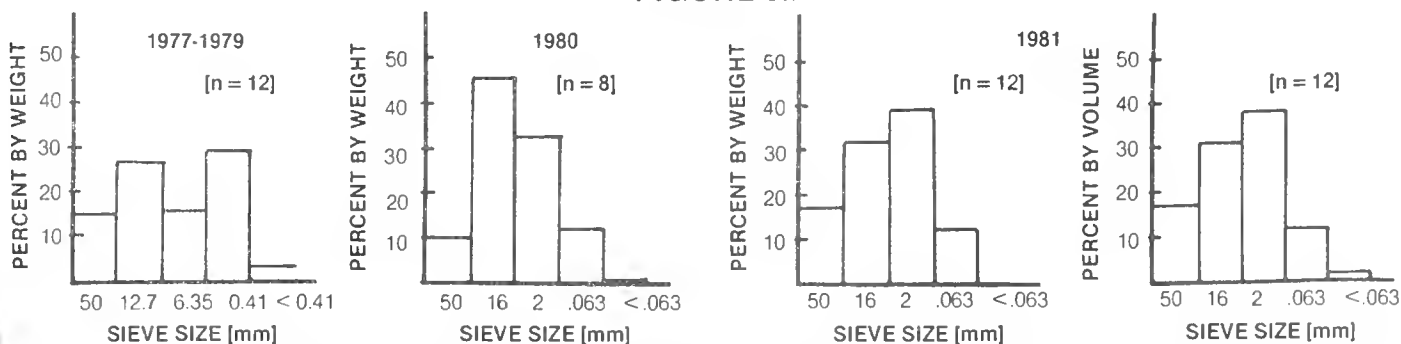 1977-1979
[n = 12]
PERCENT BY WEIGHT
50
40
30
20
10
50 12.7 6.35 0.41 < 0.41
SIEVE SIZE [mm]
1980
[n = 8]
PERCENT BY WEIGHT
50
40
30
20
10
50 16 2 .063 <.063
SIEVE SIZE [mm]
1981
[n = 12]
PERCENT BY WEIGHT
50
40
30
20
10
50 16 2 .063 <.063
SIEVE SIZE [mm]
[n = 12]
PERCENT BY VOLUME
50
40
30
20
10
50 16 2 .063 <.063
SIEVE SIZE [mm]